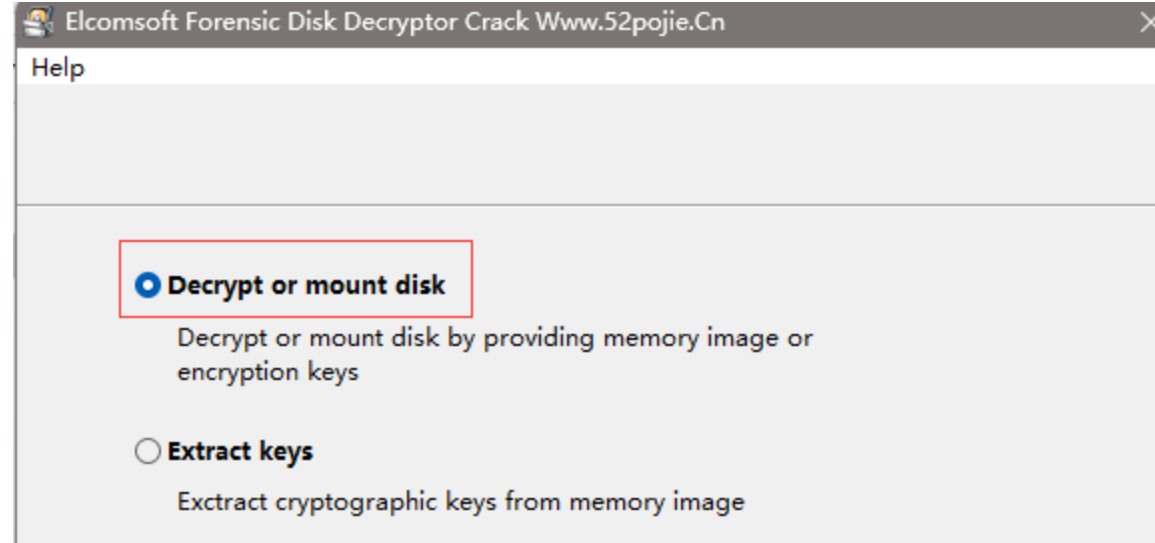 Elcomsoft Forensic Disk Decryptor Crack Www.52pojie.Cn
Help
Decrypt or mount disk
Decrypt or mount disk by providing memory image or
encryption keys
Extract keys
Exctract cryptographic keys from memory image